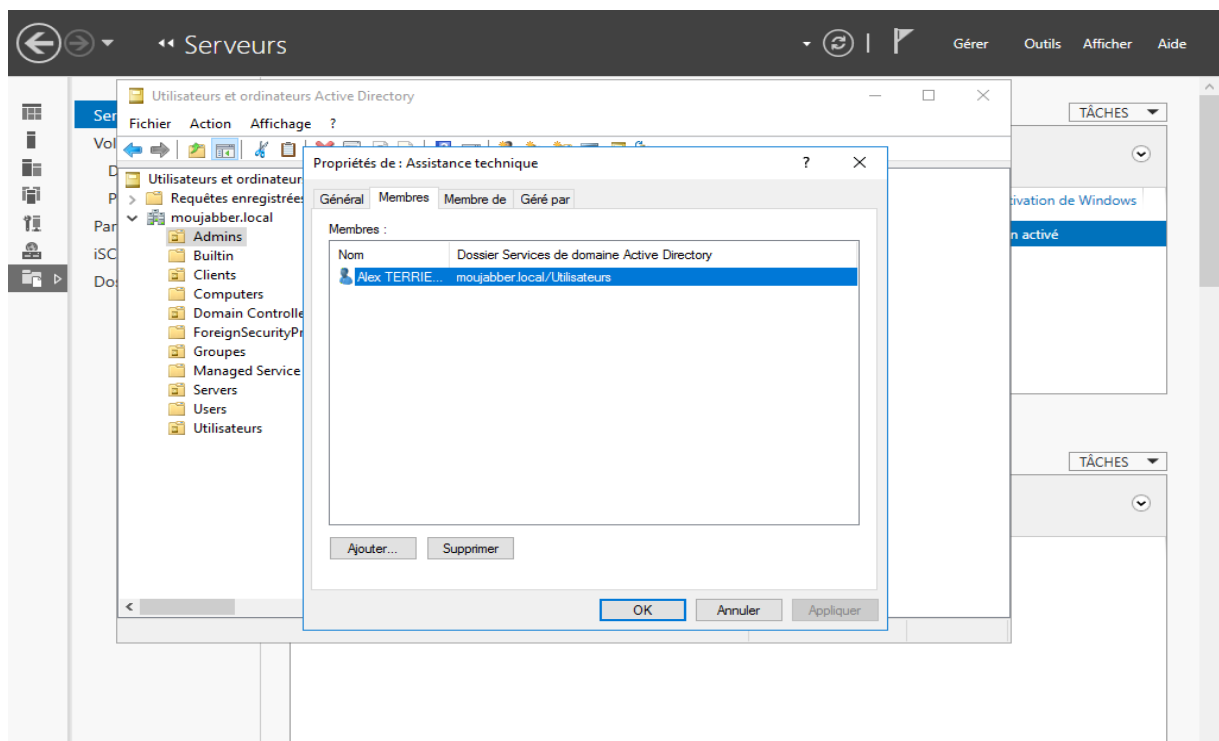 Serveurs
Gérer Outils Afficher Aide
Utilisateurs et ordinateurs Active Directory
TÂCHES
Ser
Fichier Action Affichage ?
Vol
Propriétés de : Assistance technique ?
D
Utilisateurs et ordinateur
P
Requêtes enregistrées
Général Membres Membre de Géré par
ivation de Windows
moujabber.local
Par
Membres :
n activé
Admins
iSC
Builtin
Nom Dossier Services de domaine Active Directory
Clients
Alex TERRIE... moujabber.local/Utilisateurs
Do
Computers
Domain Controlle
ForeignSecurityPr
Groupes
Managed Service
Servers
Users
Utilisateurs
TÂCHES
Ajouter... Supprimer
OK Annuler Appliquer